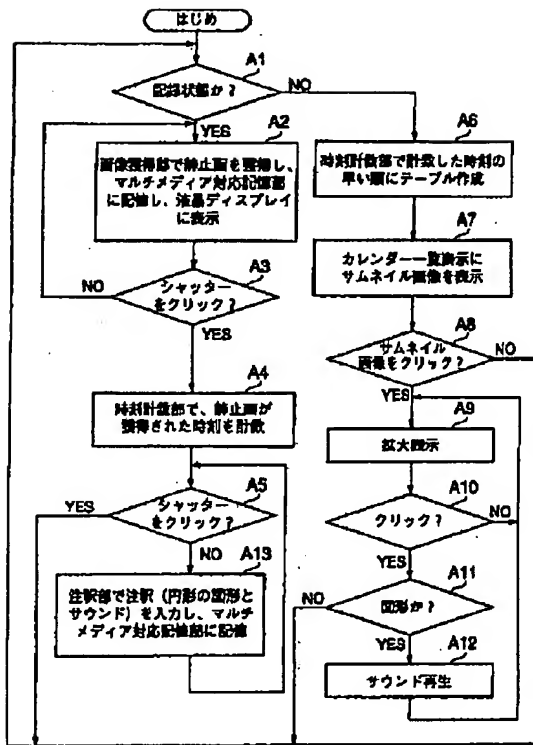 はじめ
A1
記録状態か?
NO
YES
A2
画像獲得部で静止画を獲得し、
マルチメディア対応記憶部
に記憶し、液晶ディスプレイ
に表示
A3
NO
シャッター
をクリック?
YES
A4
時刻計数部で、静止画が
獲得された時刻を計数
A5
YES
シャッター
をクリック?
NO
A13
注釈部で注釈(円形の図形と
サウンド)を入力し、マルチ
メディア対応記憶部に記憶
A6
時刻計数部で計数した時刻の
早い順にテーブル作成
A7
カレンダー一覧表示に
サムネイル画像を表示
A8
サムネイル
画像をクリック?
NO
YES
A9
拡大表示
A10
クリック?
NO
YES
A11
NO
図形か?
YES
A12
サウンド再生